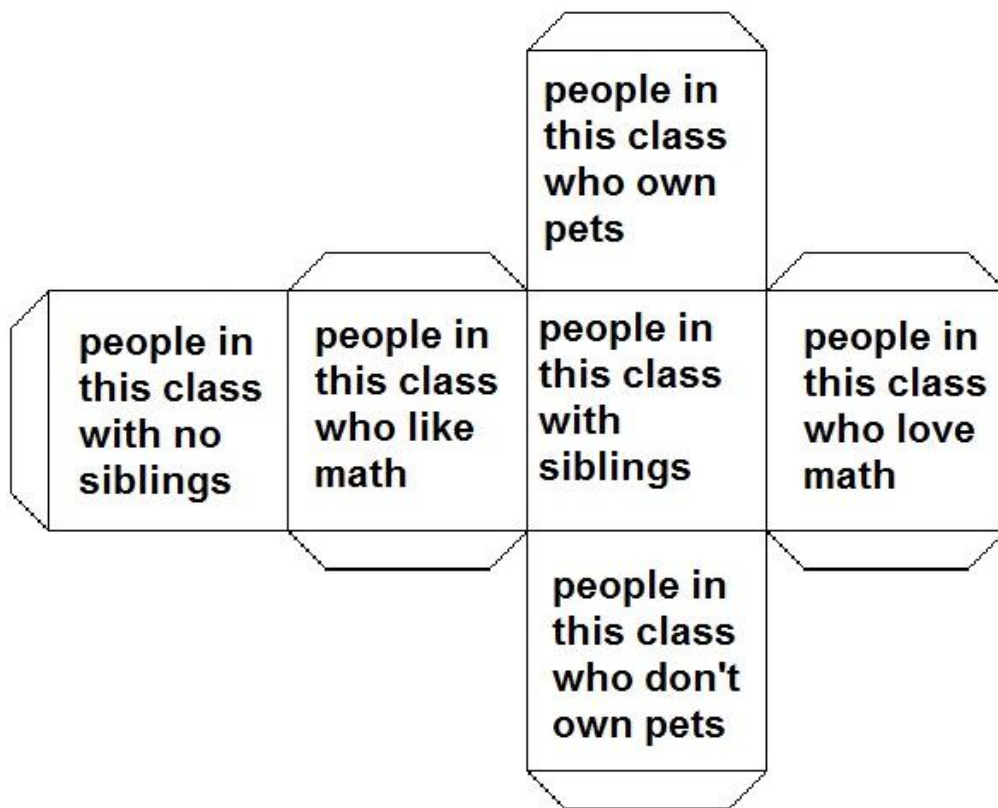 people in
this class
who own
pets
people in
this class
with no
siblings
people in
this class
who like
math
people in
this class
with
siblings
people in
this class
who love
math
people in
this class
who don't
own pets